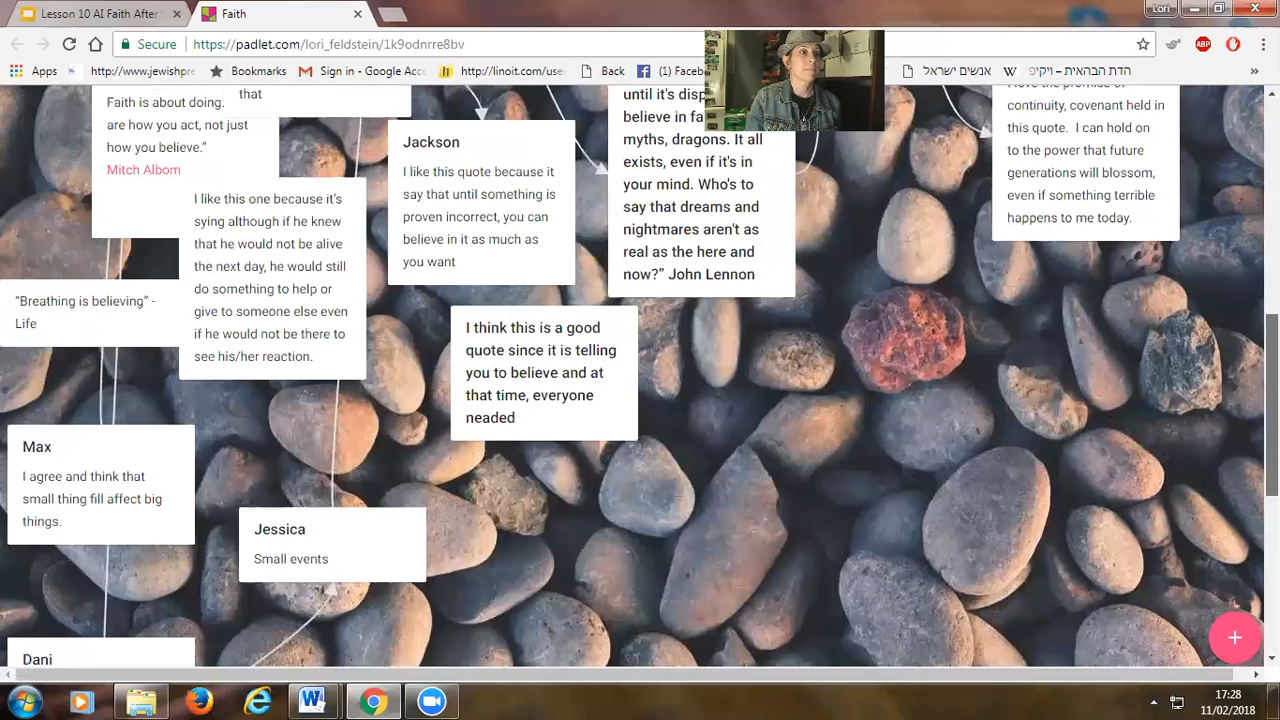 Lesson 10 AI Faith After
Faith
Lori
Secure
https://padlet.com/lori_feldstein/1k9odnrre8bv
ABP
Apps
http://www.jewishpre
Bookmark
Sign in - Google Acc
http://linoit.com/use
Back
Faceb
אנשים ישראל
הדת הבהאית – ויקיפ
»
that
Faith is about doing.
are how you act, not just
how you believe.”
Mitch Albom
I like this one because it’s
sying although if he knew
that he would not be alive
the next day, he would still
do something to help or
give to someone else even
if he would not be there to
see his/her reaction.
Jackson
I like this quote because it
say that until something is
proven incorrect, you can
believe in it as much as
you want
until it's disp
believe in fa
myths, dragons. It all
exists, even if it's in
your mind. Who's to
say that dreams and
nightmares aren't as
real as the here and
now?” John Lennon
continuity, covenant held in
this quote. I can hold on
to the power that future
generations will blossom,
even if something terrible
happens to me today.
“Breathing is believing” -
Life
I think this is a good
quote since it is telling
you to believe and at
that time, everyone
neaded
Max
I agree and think that
small thing fill affect big
things.
Jessica
Small events
Dani
17:28
11/02/2018